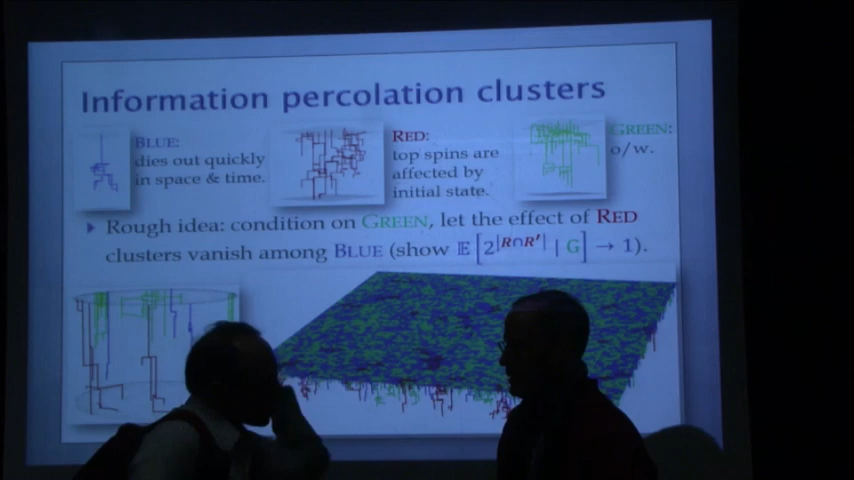 Information percolation clusters
BLUE:
dies out quickly
in space & time.
RED:
top spins are
affected by
initial state.
GREEN:
o/w.
Rough idea: condition on GREEN, let the effect of RED
clusters vanish among BLUE (show 𝔼[2^|R∩R′| | G] → 1).